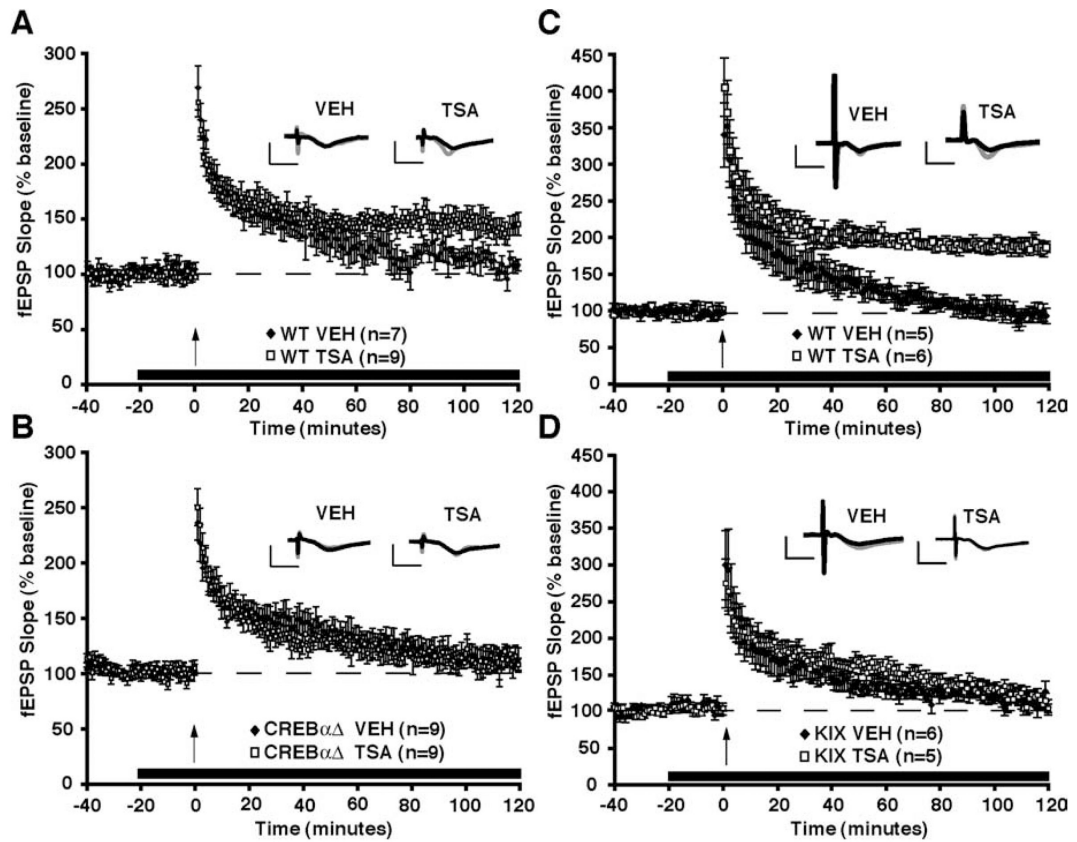 A
fEPSP Slope (% baseline)
300
250
200
150
100
50
0
VEH
TSA
WT VEH (n=7)
WT TSA (n=9)
-40 -20 0 20 40 60 80 100 120
Time (minutes)
C
fEPSP Slope (% baseline)
450
400
350
300
250
200
150
100
50
0
VEH
TSA
WT VEH (n=5)
WT TSA (n=6)
-40 -20 0 20 40 60 80 100 120
Time (minutes)
B
fEPSP Slope (% baseline)
300
250
200
150
100
50
0
VEH
TSA
CREBαΔ VEH (n=9)
CREBαΔ TSA (n=9)
-40 -20 0 20 40 60 80 100 120
Time (minutes)
D
fEPSP Slope (% baseline)
450
400
350
300
250
200
150
100
50
0
VEH
TSA
KIX VEH (n=6)
KIX TSA (n=5)
-40 -20 0 20 40 60 80 100 120
Time (minutes)